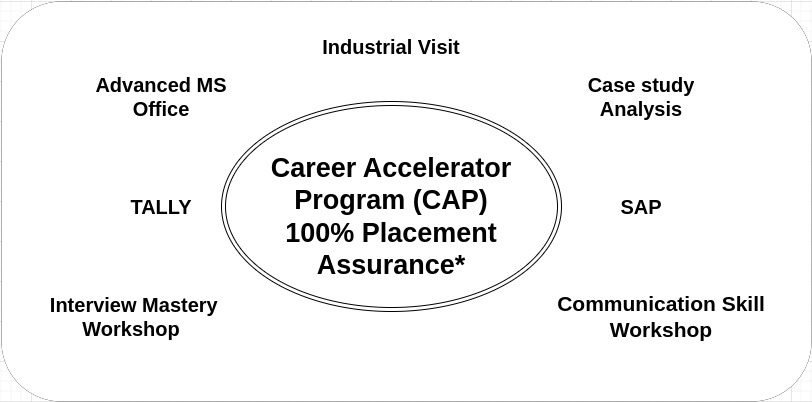 Industrial Visit
Advanced MS
Office
Case study
Analysis
Career Accelerator
Program (CAP)
100% Placement
Assurance*
TALLY
SAP
Interview Mastery
Workshop
Communication Skill
Workshop